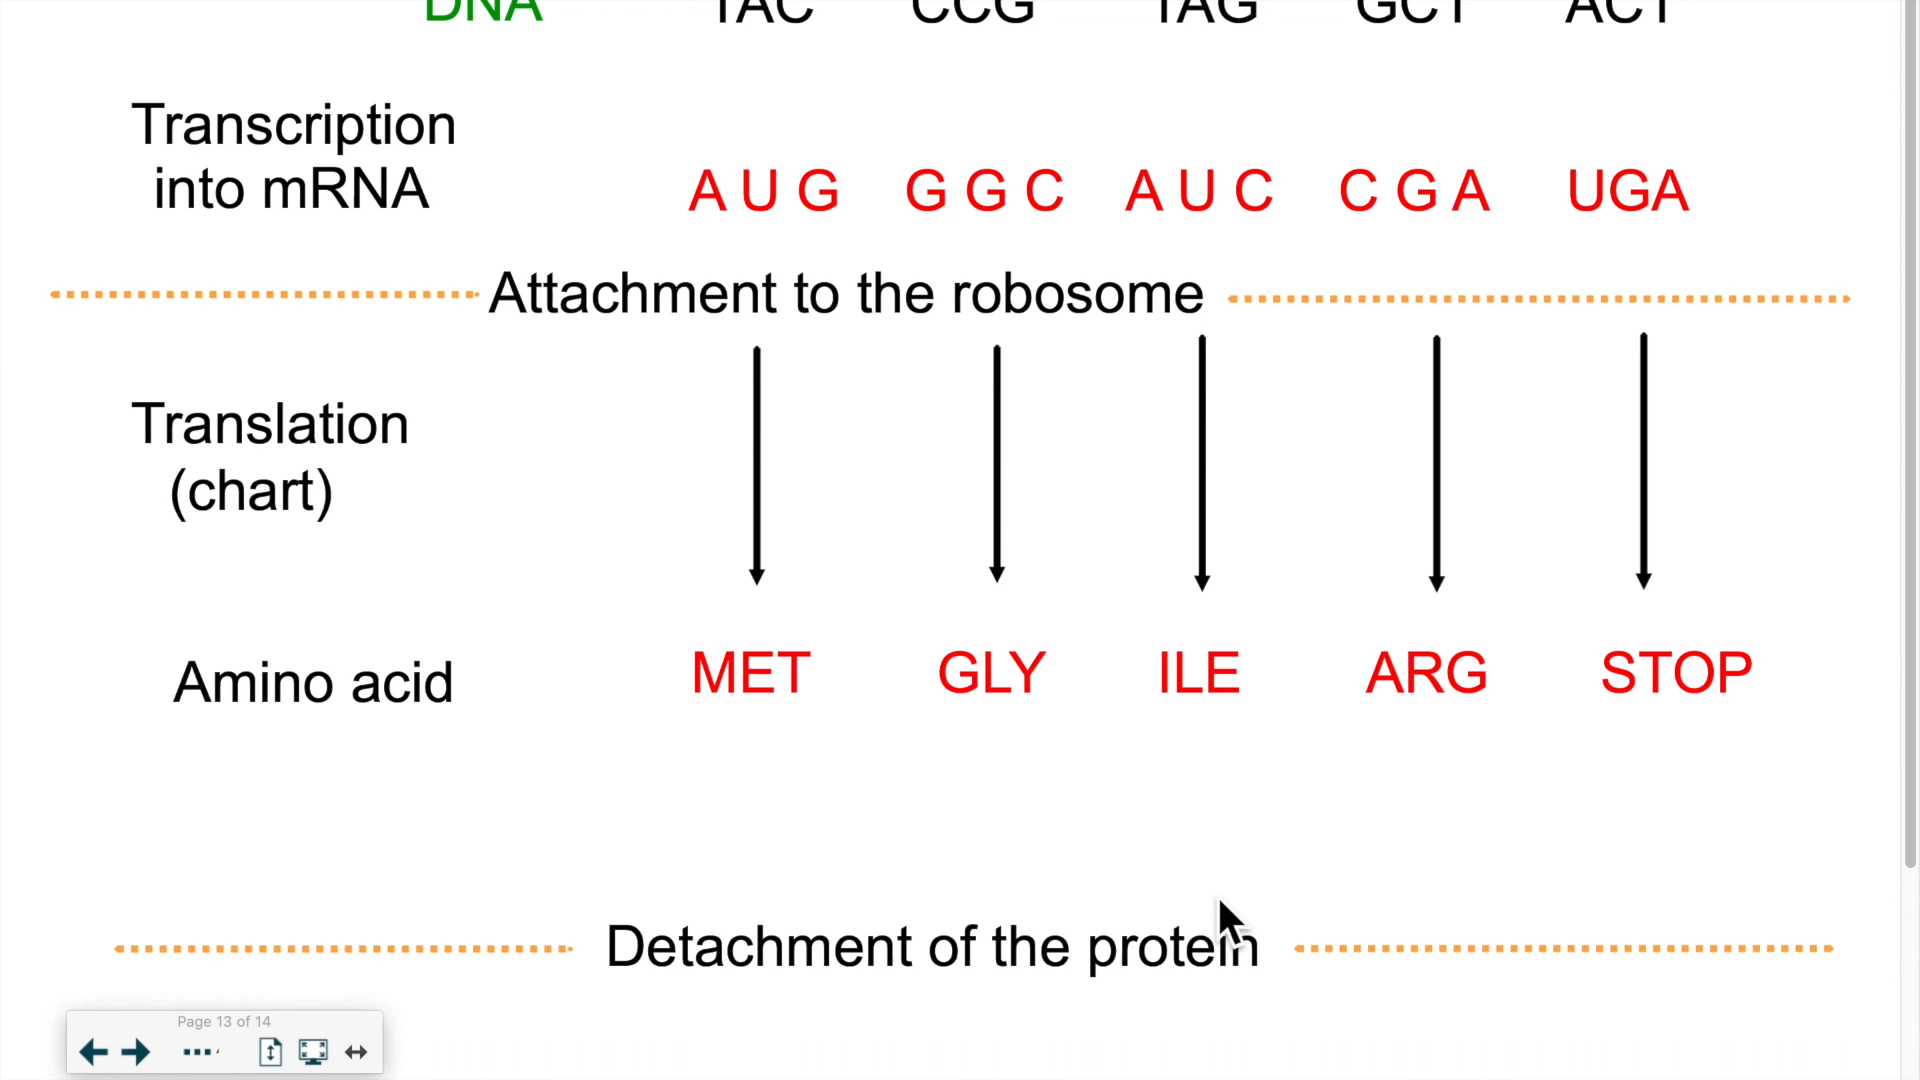 DNA TAC CCG TAG GCT ACT
Transcription
into mRNA A U G G G C A U C C G A UGA
Attachment to the robosome
Translation
(chart)
Amino acid MET GLY ILE ARG STOP
Detachment of the protein
Page 13 of 14